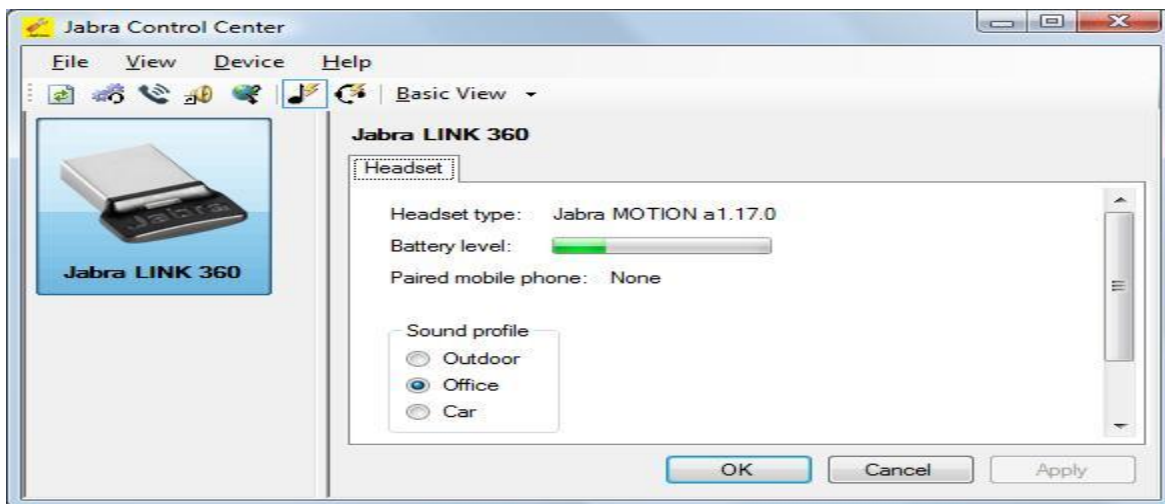 Jabra Control Center
File View Device Help
Basic View
Jabra
Jabra LINK 360
Jabra LINK 360
Headset
Headset type: Jabra MOTION a1.17.0
Battery level:
Paired mobile phone: None
Sound profile
Outdoor
Office
Car
OK Cancel Apply